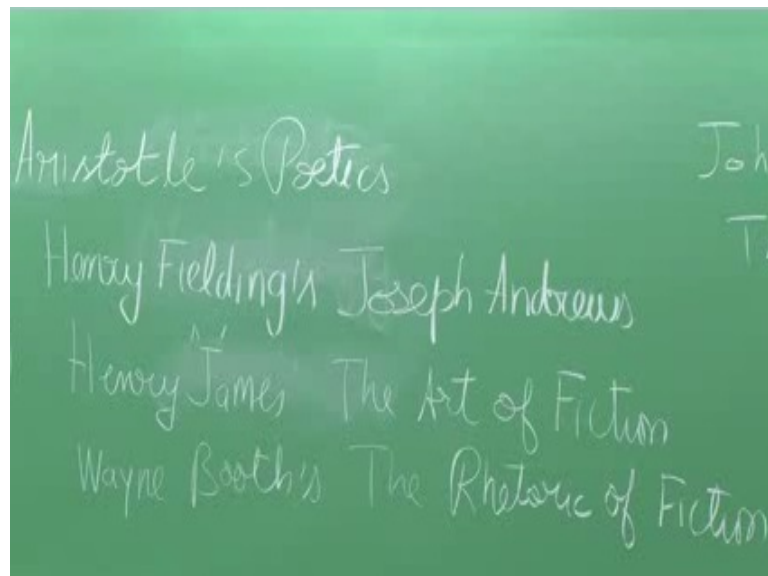 Aristotle's Poetics
Henry Fielding's Joseph Andrews
Henry James' The Art of Fiction
Wayne Booth's The Rhetoric of Fiction